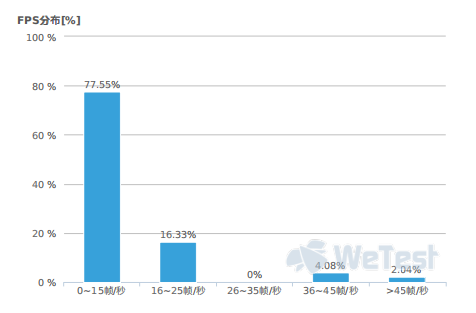 FPS分布[%]
100 %
80 %
60 %
40 %
20 %
0 %
77.55%
16.33%
0%
4.08%
2.04%
0~15帧/秒
16~25帧/秒
26~35帧/秒
36~45帧/秒
>45帧/秒
WeTest